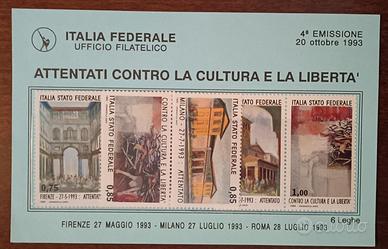 ITALIA FEDERALE
UFFICIO FILATELICO
4ª EMISSIONE
20 ottobre 1993
ATTENTATI CONTRO LA CULTURA E LA LIBERTA'
ITALIA STATO FEDERALE
0,75
FIRENZE - 27-5-1993: ATTENTATO
ITALIA STATO FEDERALE
0,85
CONTRO LA CULTURA E LA LIBERTA'
MILANO - 27-7-1993: ATTENTATO
ITALIA STATO FEDERALE
0,85
ATTENTATO
ITALIA STATO FEDERALE
1,00
CONTRO LA CULTURA E LA LIBERTA'
6 Leghe
FIRENZE 27 MAGGIO 1993 - MILANO 27 LUGLIO 1993 - ROMA 28 LUGLIO 1993
subito